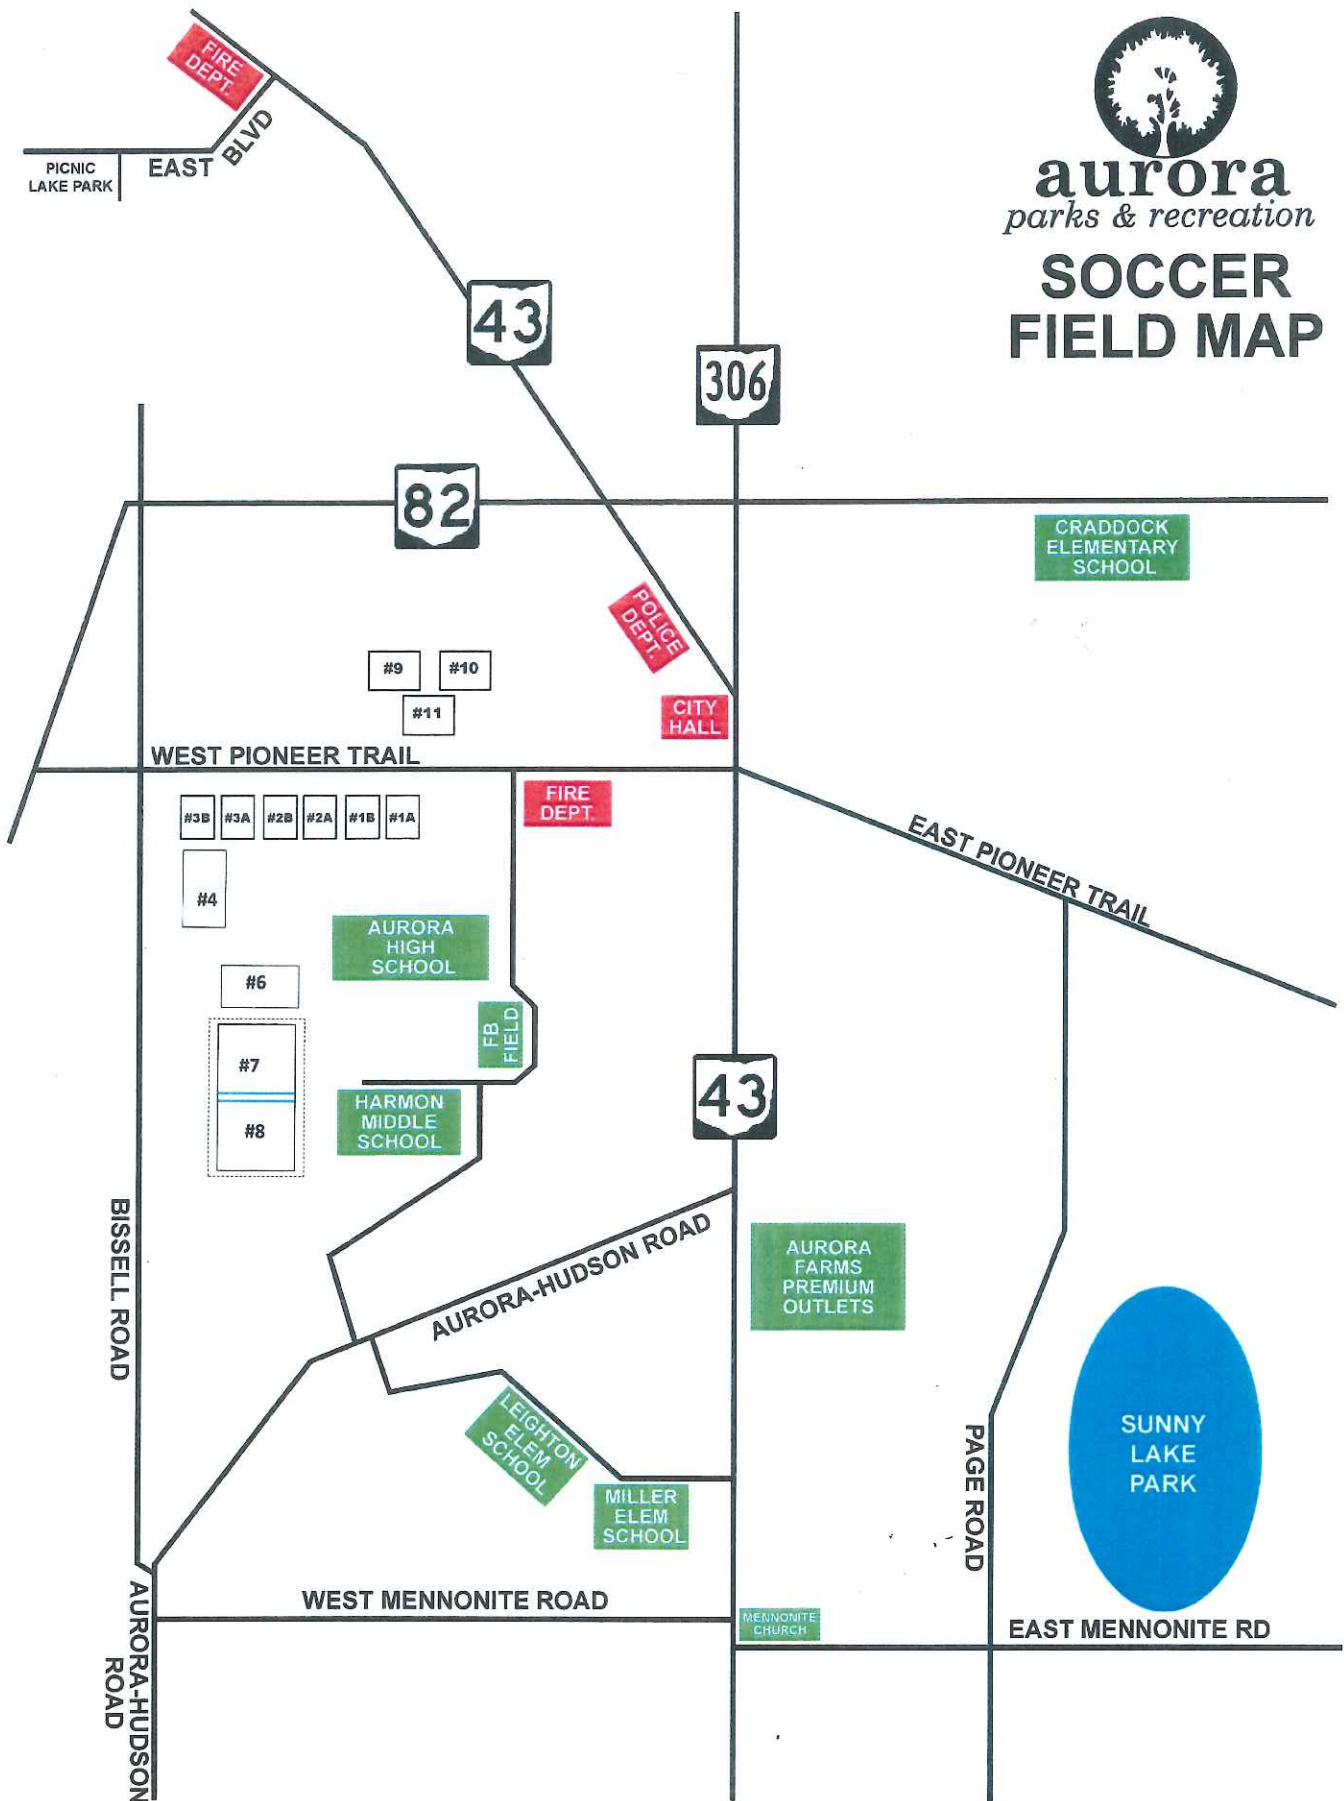 FIRE
DEPT.
EAST BLVD
PICNIC
LAKE PARK
aurora
parks & recreation
SOCCER
FIELD MAP
43
306
82
CRADDOCK
ELEMENTARY
SCHOOL
POLICE
DEPT.
#9
#10
#11
CITY
HALL
WEST PIONEER TRAIL
#3B
#3A
#2B
#2A
#1B
#1A
FIRE
DEPT.
EAST PIONEER TRAIL
#4
AURORA
HIGH
SCHOOL
#6
FB
FIELD
#7
#8
43
HARMON
MIDDLE
SCHOOL
BISSELL ROAD
AURORA-HUDSON ROAD
AURORA
FARMS
PREMIUM
OUTLETS
LEIGHTON
ELEM
SCHOOL
MILLER
ELEM
SCHOOL
PAGE ROAD
SUNNY
LAKE
PARK
WEST MENNONITE ROAD
MENNONITE
CHURCH
EAST MENNONITE RD
AURORA-HUDSON
ROAD